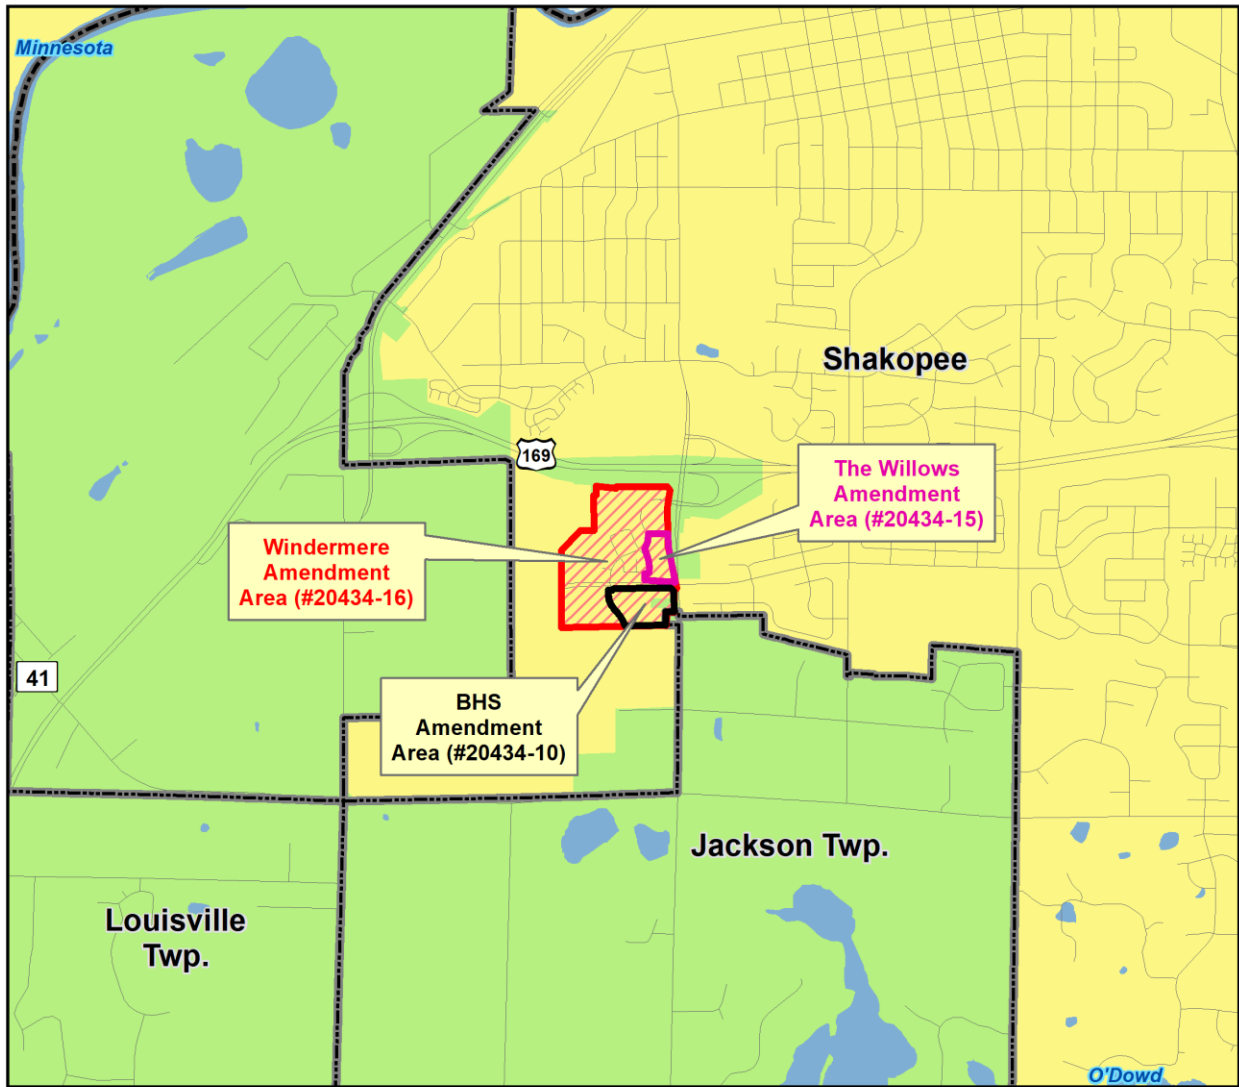 Minnesota
Shakopee
169
The Willows
Amendment
Area (#20434-15)
Windermere
Amendment
Area (#20434-16)
41
BHS
Amendment
Area (#20434-10)
Jackson Twp.
Louisville
Twp.
O'Dowd